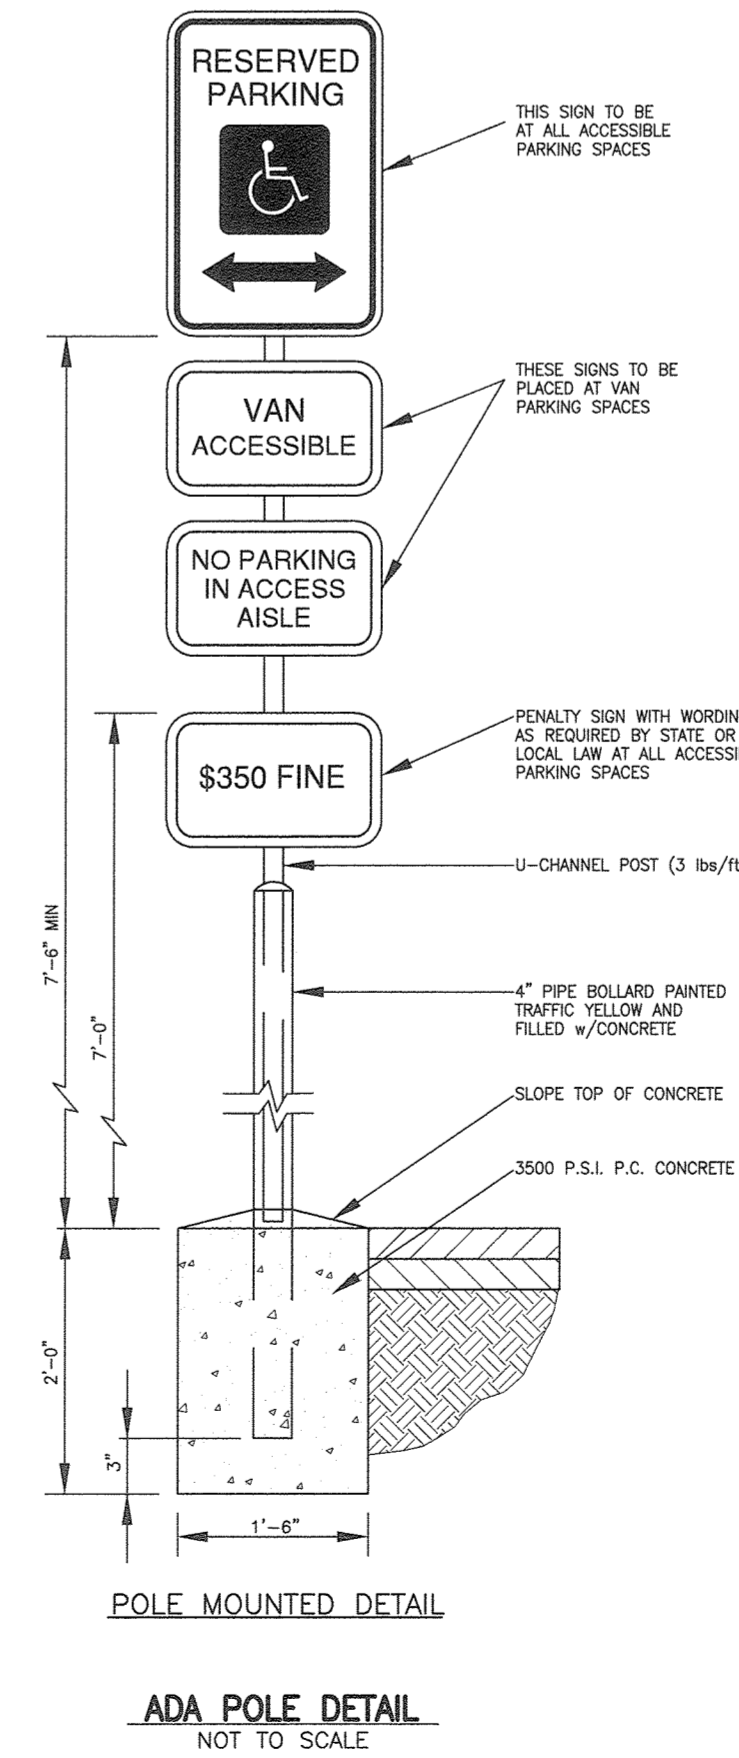 RESERVED
PARKING
THIS SIGN TO BE
AT ALL ACCESSIBLE
PARKING SPACES
VAN
ACCESSIBLE
THESE SIGNS TO BE
PLACED AT VAN
PARKING SPACES
NO PARKING
IN ACCESS
AISLE
$350 FINE
PENALTY SIGN WITH WORDIN
AS REQUIRED BY STATE OR
LOCAL LAW AT ALL ACCESSI
PARKING SPACES
U-CHANNEL POST (3 lbs/ft
7'-6" MIN
7'-0"
4" PIPE BOLLARD PAINTED
TRAFFIC YELLOW AND
FILLED w/CONCRETE
SLOPE TOP OF CONCRETE
3500 P.S.I. P.C. CONCRETE
2'-0"
3"
1'-6"
POLE MOUNTED DETAIL
ADA POLE DETAIL
NOT TO SCALE